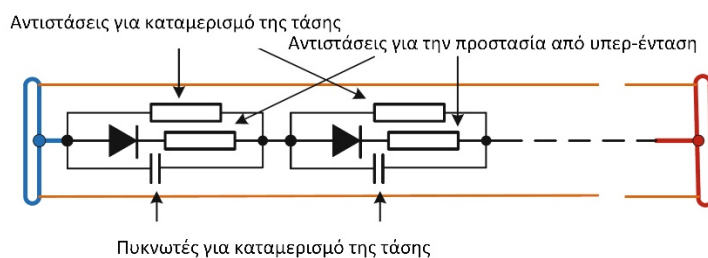 Αντιστάσεις για καταμερισμό της τάσης
Αντιστάσεις για την προστασία από υπερ-ένταση
Πυκνωτές για καταμερισμό της τάσης